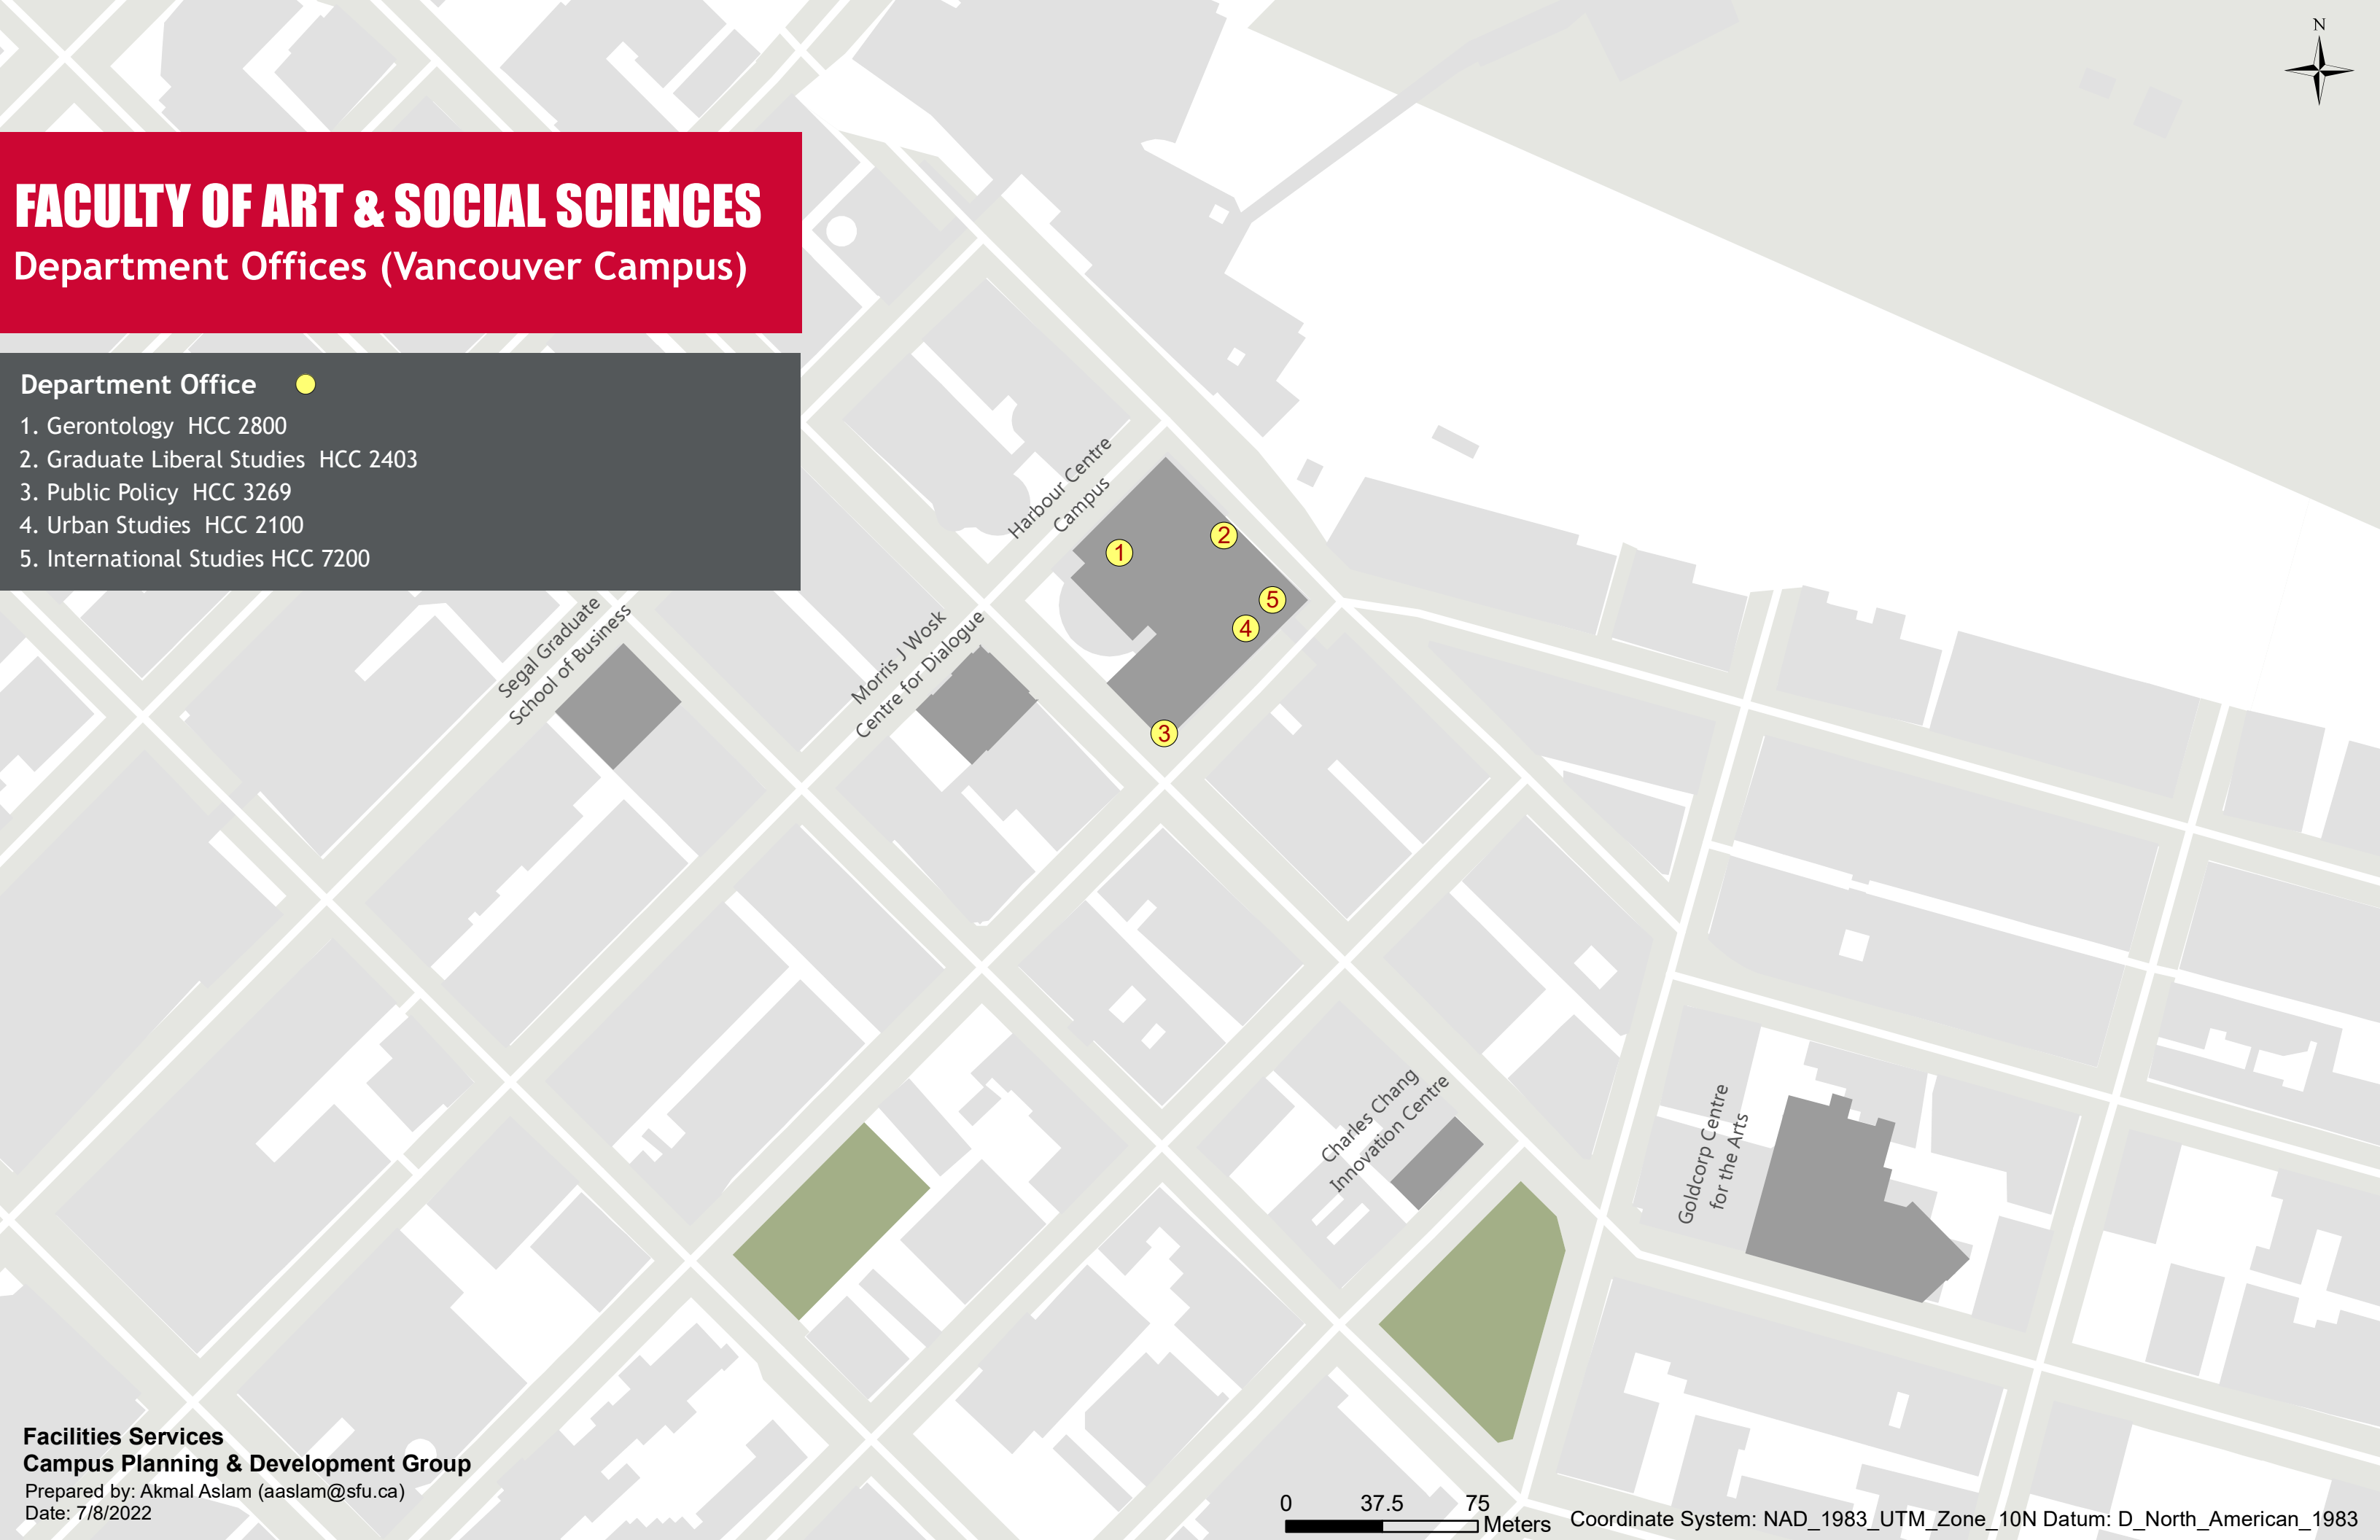 N
FACULTY OF ART & SOCIAL SCIENCES
Department Offices (Vancouver Campus)
Department Office
1. Gerontology  HCC 2800
2. Graduate Liberal Studies  HCC 2403
3. Public Policy  HCC 3269
4. Urban Studies  HCC 2100
5. International Studies HCC 7200
Harbour Centre
Campus
1
2
5
4
3
Segal Graduate
School of Business
Morris J Wosk
Centre for Dialogue
Charles Chang
Innovation Centre
Goldcorp Centre
for the Arts
Facilities Services
Campus Planning & Development Group
Prepared by: Akmal Aslam (aaslam@sfu.ca)
Date: 7/8/2022
0 37.5 75
Meters
Coordinate System: NAD_1983_UTM_Zone_10N Datum: D_North_American_1983